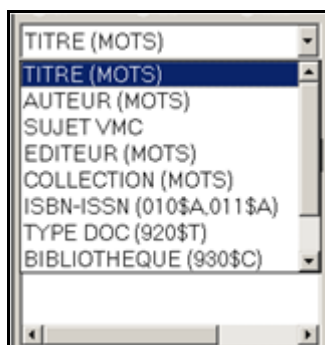 TITRE (MOTS)
TITRE (MOTS)
AUTEUR (MOTS)
SUJET VMC
EDITEUR (MOTS)
COLLECTION (MOTS)
ISBN-ISSN (010$A,011$A)
TYPE DOC (920$T)
BIBLIOTHEQUE (930$C)